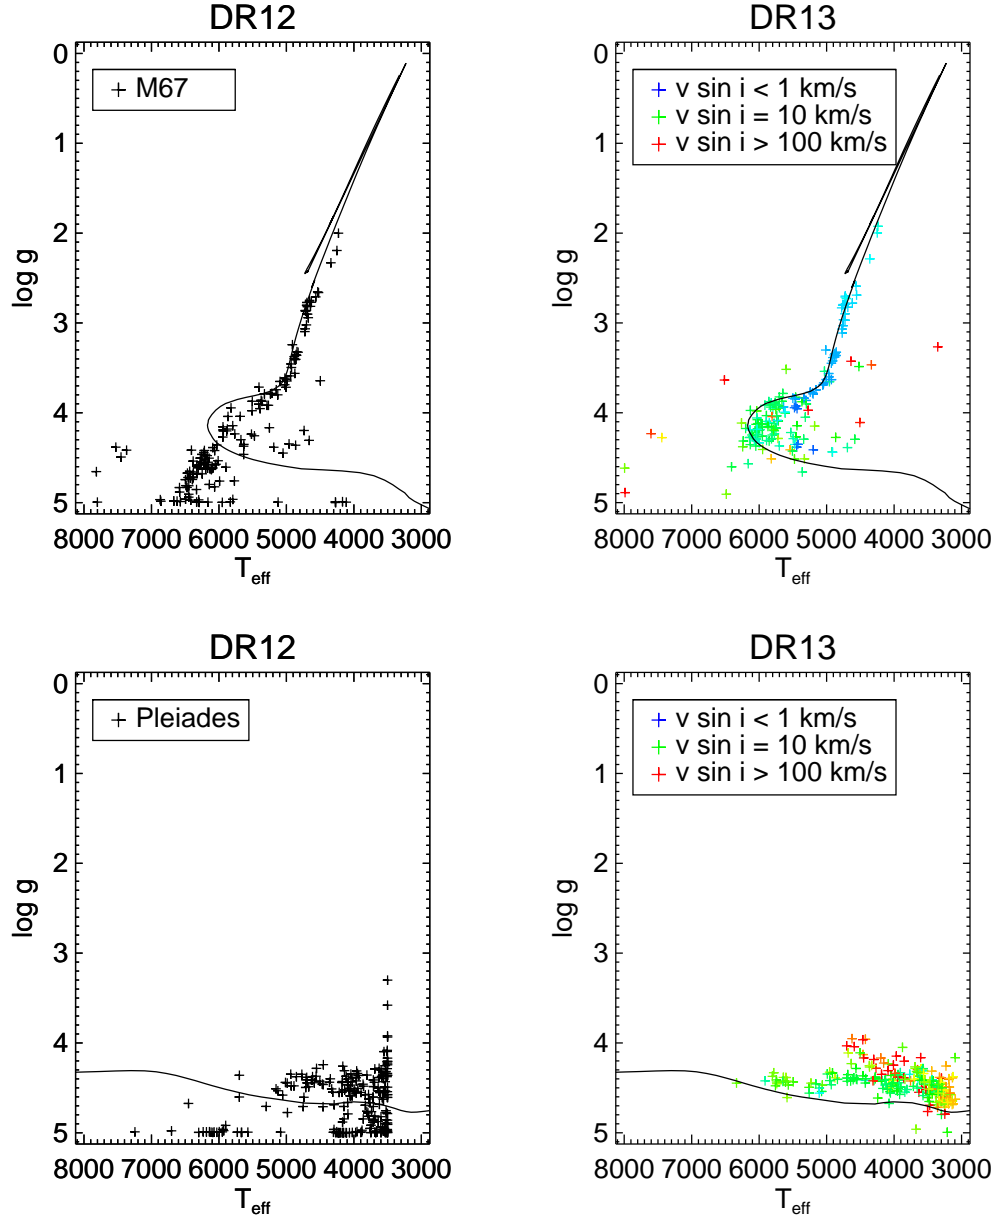 DR12
M67
0
1
2
3
4
5
log g
8000 7000 6000 5000 4000 3000
Teff
DR13
v sin i < 1 km/s
v sin i = 10 km/s
v sin i > 100 km/s
0
1
2
3
4
5
log g
8000 7000 6000 5000 4000 3000
Teff
DR12
Pleiades
0
1
2
3
4
5
log g
8000 7000 6000 5000 4000 3000
Teff
DR13
v sin i < 1 km/s
v sin i = 10 km/s
v sin i > 100 km/s
0
1
2
3
4
5
log g
8000 7000 6000 5000 4000 3000
Teff